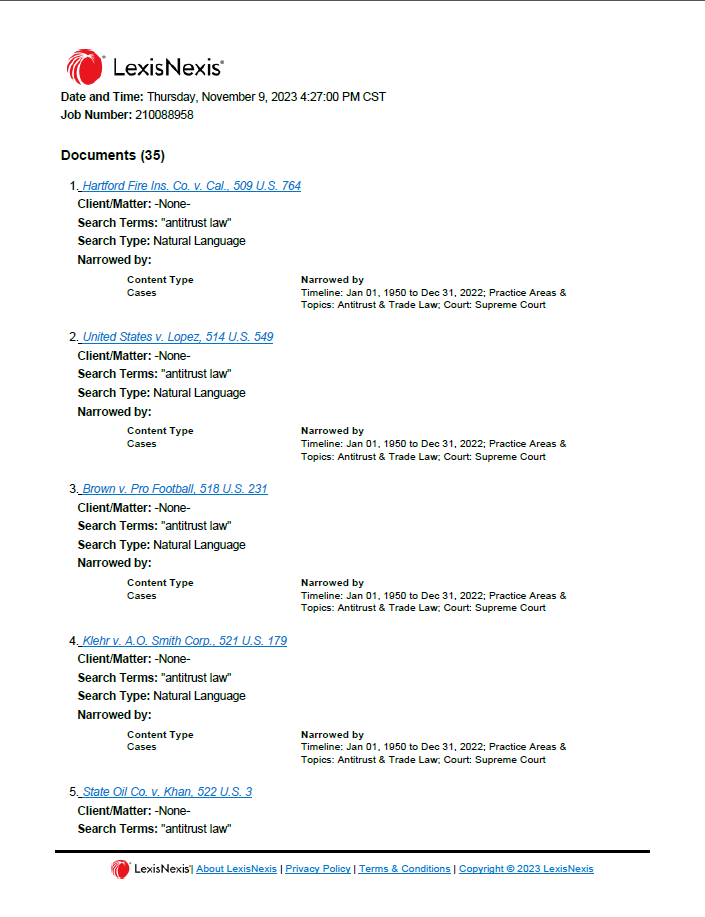 LexisNexis®
Date and Time: Thursday, November 9, 2023 4:27:00 PM CST
Job Number: 210088958
Documents (35)
1. Hartford Fire Ins. Co. v. Cal., 509 U.S. 764
Client/Matter: -None-
Search Terms: "antitrust law"
Search Type: Natural Language
Narrowed by:
Content Type Narrowed by
Cases Timeline: Jan 01, 1950 to Dec 31, 2022; Practice Areas &
Topics: Antitrust & Trade Law; Court: Supreme Court
2. United States v. Lopez, 514 U.S. 549
Client/Matter: -None-
Search Terms: "antitrust law"
Search Type: Natural Language
Narrowed by:
Content Type Narrowed by
Cases Timeline: Jan 01, 1950 to Dec 31, 2022; Practice Areas &
Topics: Antitrust & Trade Law; Court: Supreme Court
3. Brown v. Pro Football, 518 U.S. 231
Client/Matter: -None-
Search Terms: "antitrust law"
Search Type: Natural Language
Narrowed by:
Content Type Narrowed by
Cases Timeline: Jan 01, 1950 to Dec 31, 2022; Practice Areas &
Topics: Antitrust & Trade Law; Court: Supreme Court
4. Klehr v. A.O. Smith Corp., 521 U.S. 179
Client/Matter: -None-
Search Terms: "antitrust law"
Search Type: Natural Language
Narrowed by:
Content Type Narrowed by
Cases Timeline: Jan 01, 1950 to Dec 31, 2022; Practice Areas &
Topics: Antitrust & Trade Law; Court: Supreme Court
5. State Oil Co. v. Khan, 522 U.S. 3
Client/Matter: -None-
Search Terms: "antitrust law"
LexisNexis | About LexisNexis | Privacy Policy | Terms & Conditions | Copyright © 2023 LexisNexis